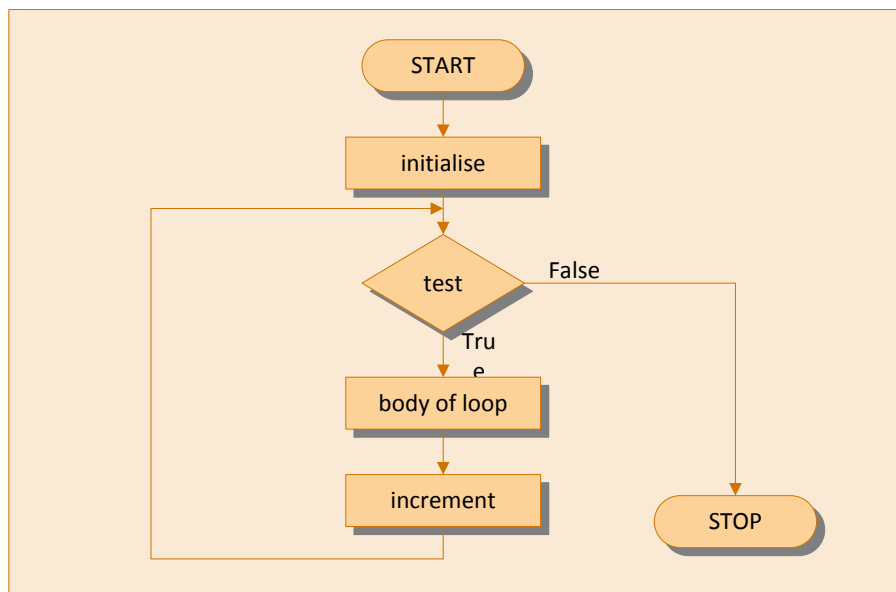 START
initialise
test
False
Tru
e
body of loop
increment
STOP